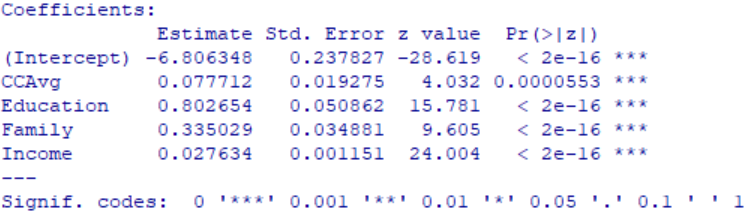 Coefficients:
Estimate Std. Error z value Pr(>|z|)
(Intercept) -6.806348 0.237827 -28.619 < 2e-16 ***
CCAvg 0.077712 0.019275 4.032 0.0000553 ***
Education 0.802654 0.050862 15.781 < 2e-16 ***
Family 0.335029 0.034881 9.605 < 2e-16 ***
Income 0.027634 0.001151 24.004 < 2e-16 ***
---
Signif. codes: 0 '***' 0.001 '**' 0.01 '*' 0.05 '.' 0.1 ' ' 1